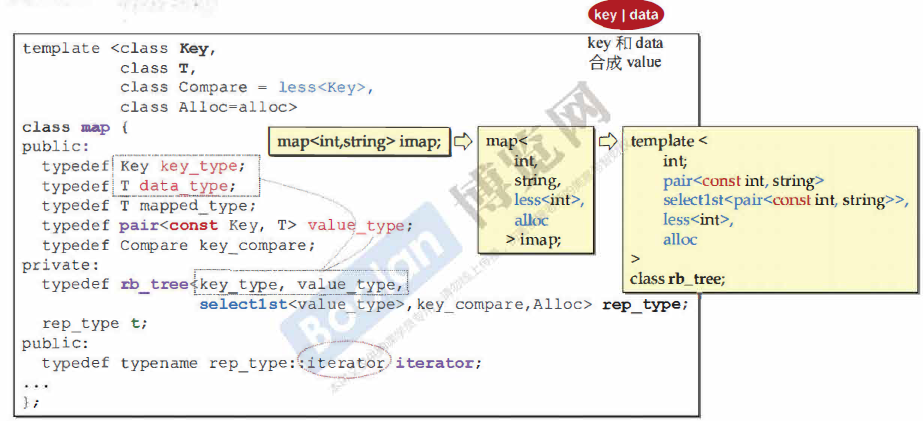 key | data
key 和 data
合成 value
template <class Key,
class T,
class Compare = less<Key>,
class Alloc=alloc>
class map {
public:
typedef Key key_type;
typedef T data_type;
typedef T mapped_type;
typedef pair<const Key, T> value_type;
typedef Compare key_compare;
private:
typedef rb_tree<key_type, value_type,
select1st<value_type>,key_compare,Alloc> rep_type;
rep_type t;
public:
typedef typename rep_type::iterator iterator;
...
};
map<int,string> imap;
map<
int,
string,
less<int>,
alloc
> imap;
template <
int;
pair<const int, string>
select1st<pair<const int, string>>,
less<int>,
alloc
>
class rb_tree;
Boolan
博览网